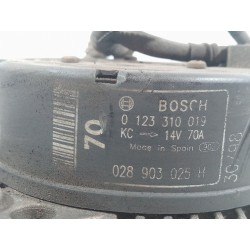 BOSCH
0 123 310 019
KC 14V 70A
Made in Spain
70
028 903 025 H